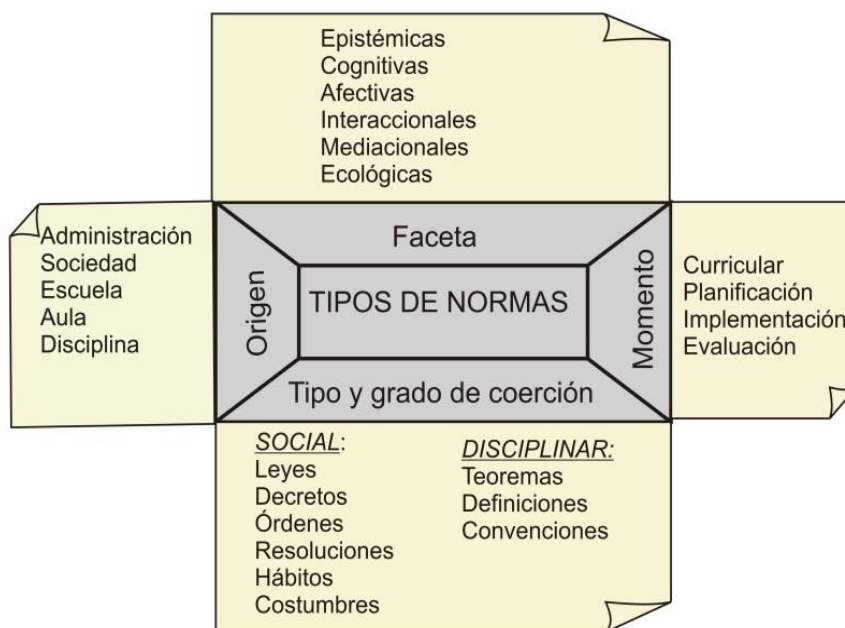 Epistémicas
Cognitivas
Afectivas
Interaccionales
Mediacionales
Ecológicas
Faceta
Administración
Sociedad
Escuela
Aula
Disciplina
Origen
TIPOS DE NORMAS
Momento
Curricular
Planificación
Implementación
Evaluación
Tipo y grado de coerción
SOCIAL:
Leyes
Decretos
Órdenes
Resoluciones
Hábitos
Costumbres
DISCIPLINAR:
Teoremas
Definiciones
Convenciones